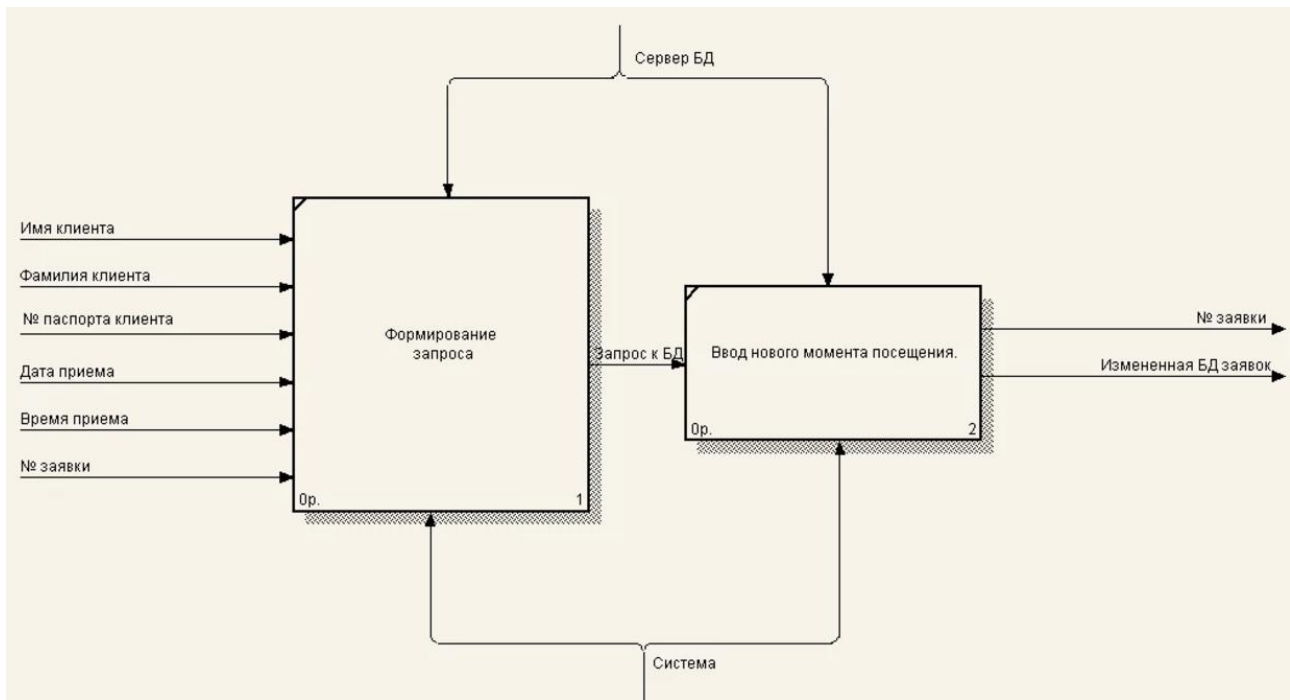 Сервер БД
Имя клиента
Фамилия клиента
№ паспорта клиента
Дата приема
Время приема
№ заявки
Формирование
запроса
0р.
1
Запрос к БД
Ввод нового момента посещения.
0р.
2
№ заявки
Измененная БД заявок
Система